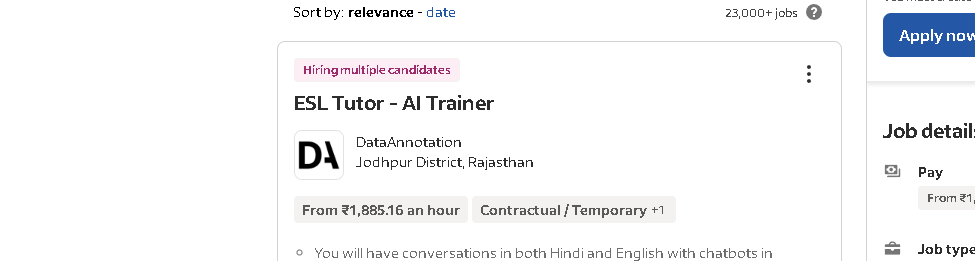 Sort by: relevance - date
23,000+ jobs ?
Apply now
Hiring multiple candidates
ESL Tutor - AI Trainer
DA
DataAnnotation
Jodhpur District, Rajasthan
From ₹1,885.16 an hour
Contractual / Temporary +1
You will have conversations in both Hindi and English with chatbots in
Job details
Pay
From ₹1,
Job type